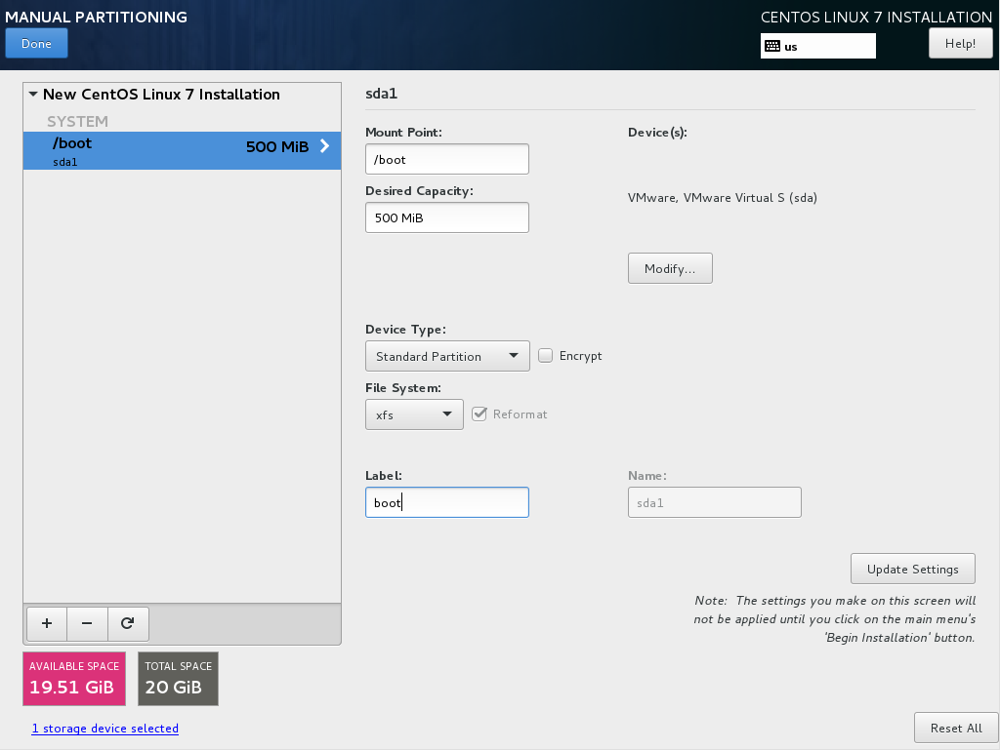 MANUAL PARTITIONING
CENTOS LINUX 7 INSTALLATION
Done
us
Help!
New CentOS Linux 7 Installation
SYSTEM
/boot
500 MiB
sda1
sda1
Mount Point:
/boot
Desired Capacity:
500 MiB
Device(s):
VMware, VMware Virtual S (sda)
Modify...
Device Type:
Standard Partition
Encrypt
File System:
xfs
Reformat
Label:
boot
Name:
sda1
Update Settings
Note: The settings you make on this screen will
not be applied until you click on the main menu's
'Begin Installation' button.
+
−
AVAILABLE SPACE
19.51 GiB
TOTAL SPACE
20 GiB
1 storage device selected
Reset All